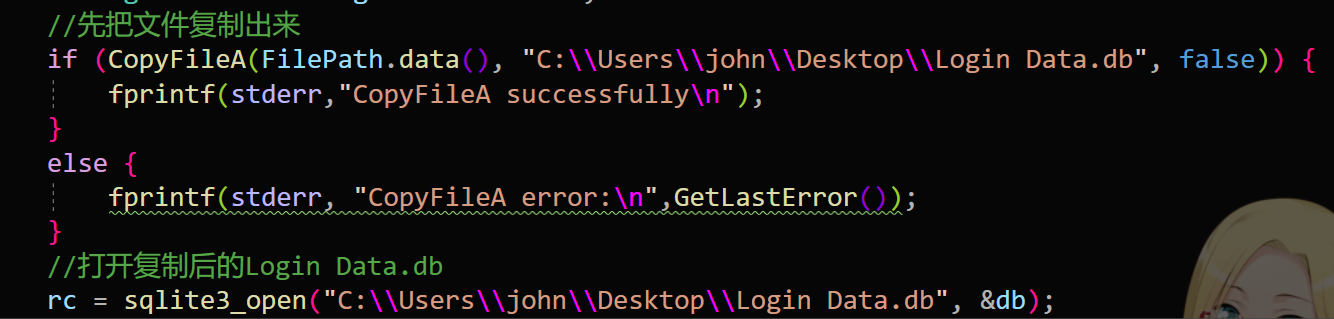 //先把文件复制出来
if (CopyFileA(FilePath.data(), "C:\\Users\\john\\Desktop\\Login Data.db", false)) {
fprintf(stderr,"CopyFileA successfully\n");
}
else {
fprintf(stderr, "CopyFileA error:\n",GetLastError());
}
//打开复制后的Login Data.db
rc = sqlite3_open("C:\\Users\\john\\Desktop\\Login Data.db", &db);